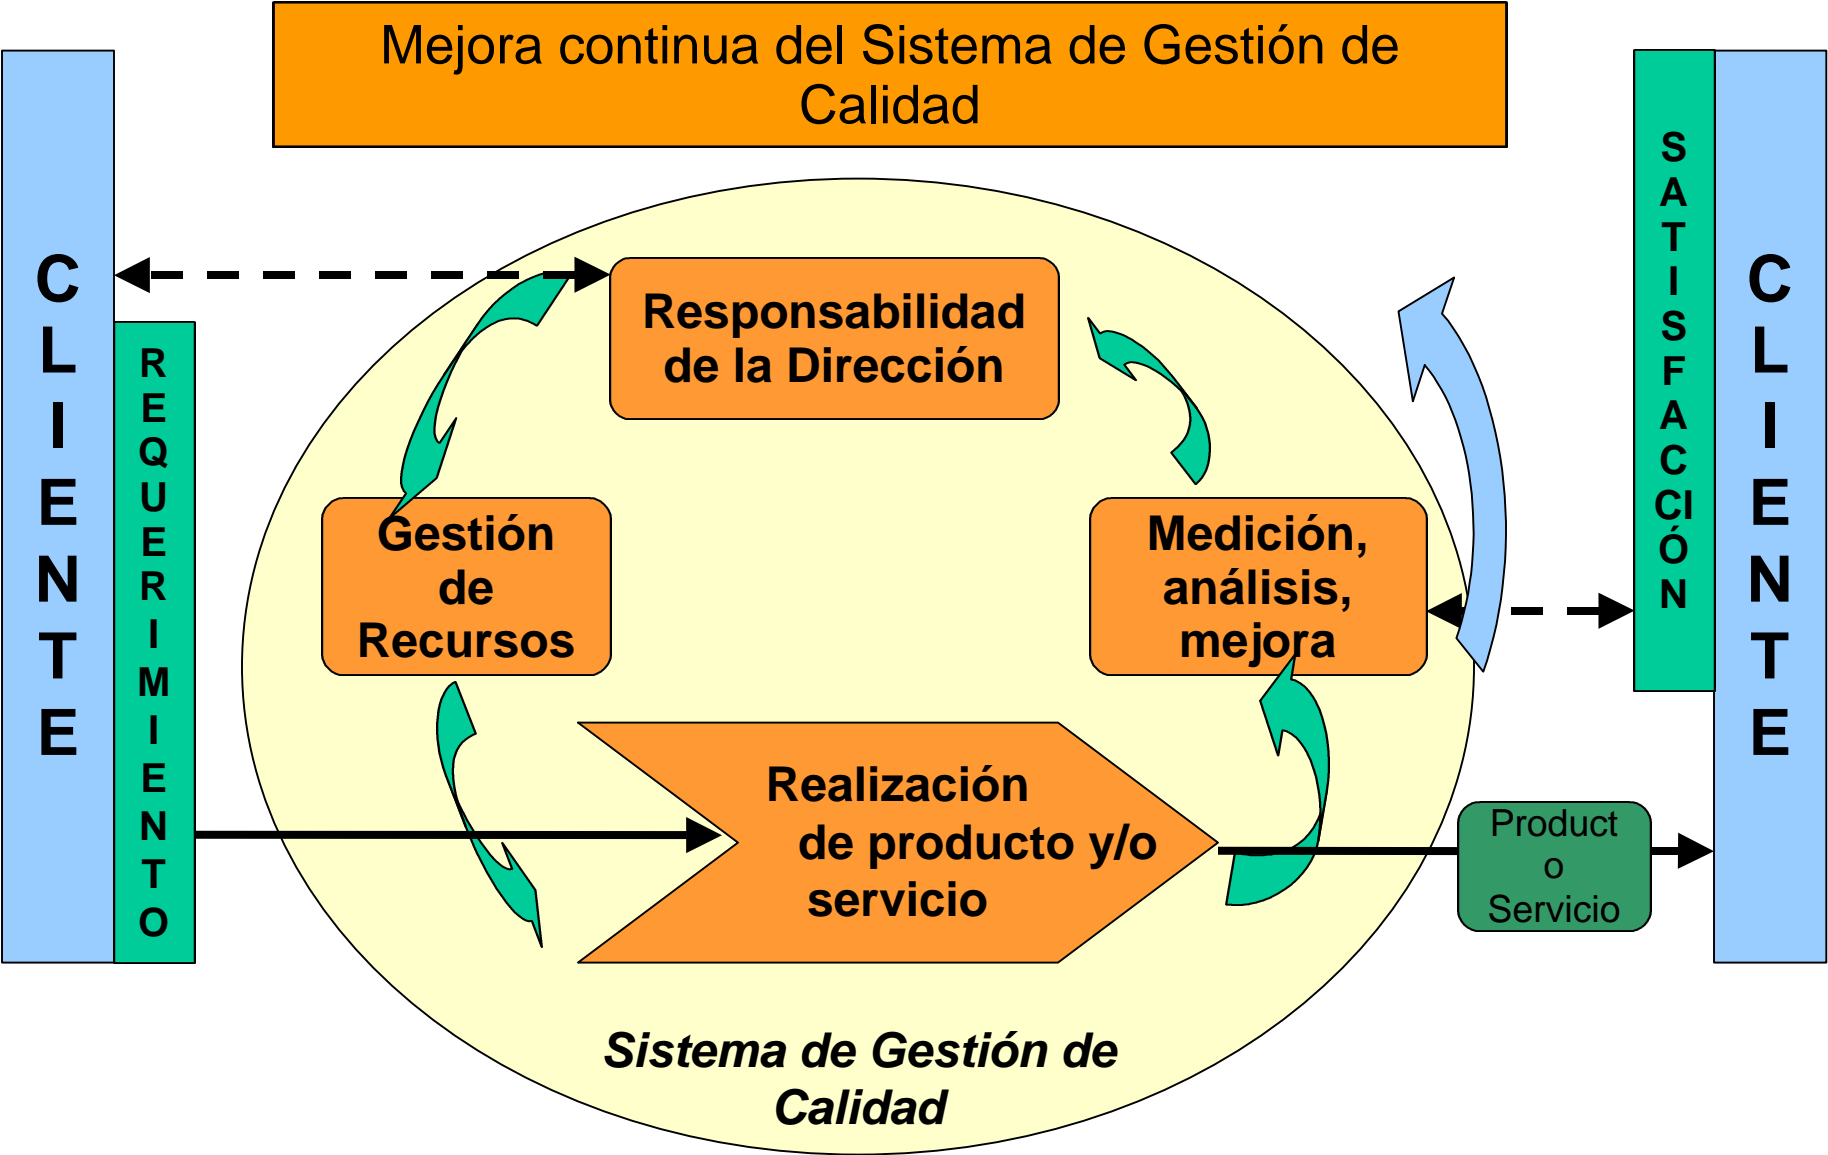 Mejora continua del Sistema de Gestión de
Calidad
C
L
I
E
N
T
E
R
E
Q
U
E
R
I
M
I
E
N
T
O
Responsabilidad
de la Dirección
Gestión
de
Recursos
Medición,
análisis,
mejora
Realización
de producto y/o
servicio
Sistema de Gestión de
Calidad
Product
o
Servicio
S
A
T
I
S
F
A
C
CI
Ó
N
C
L
I
E
N
T
E